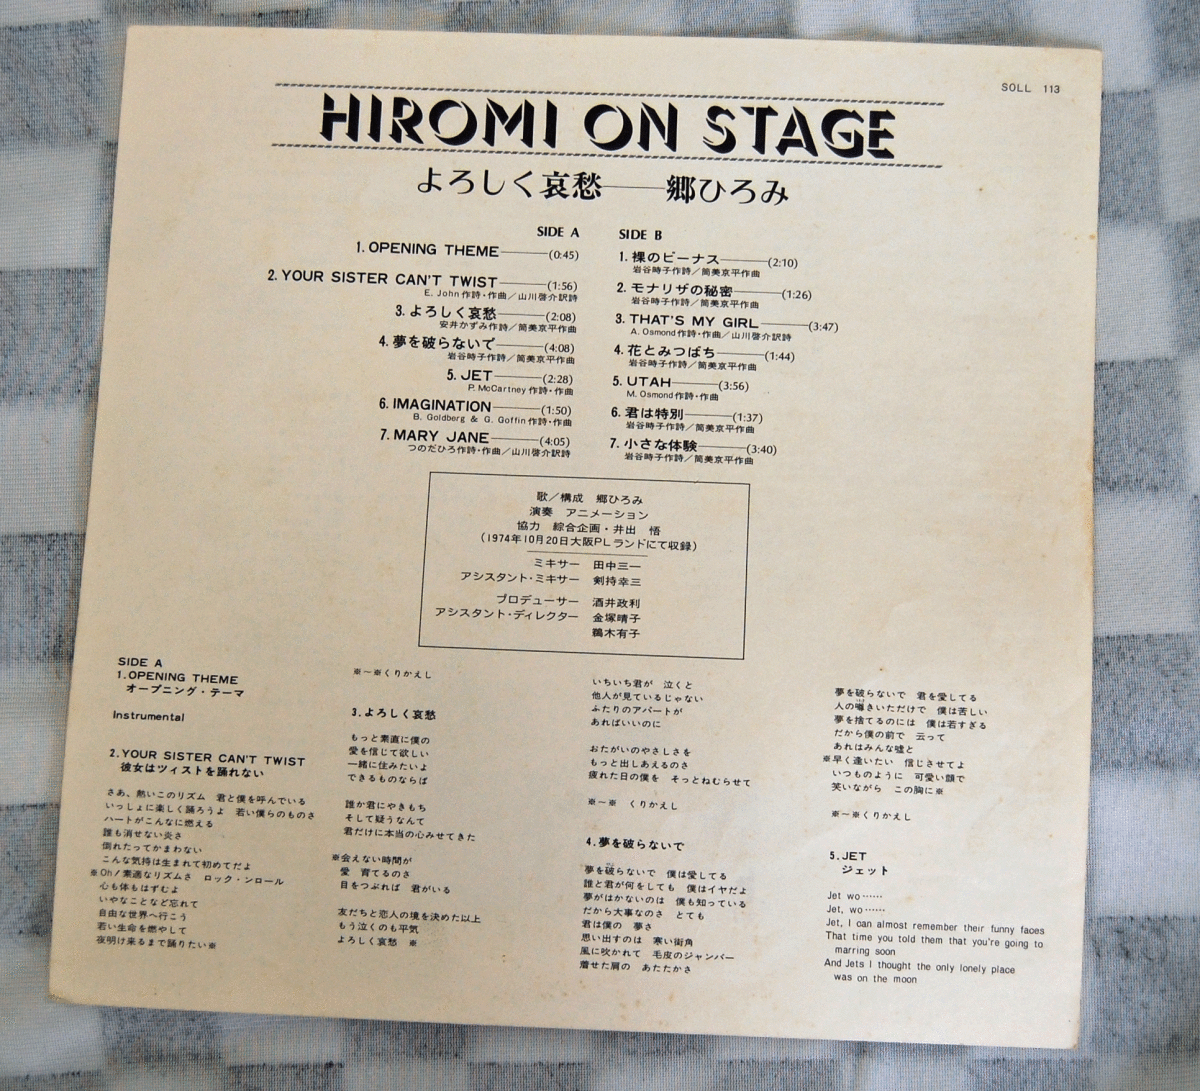 SOLL 113
HIROMI ON STAGE
よろしく哀愁——郷ひろみ
SIDE A
1. OPENING THEME———(0:45)
2. YOUR SISTER CAN'T TWIST———(1:56)
E. John作詩・作曲／山川啓介訳詩
3. よろしく哀愁———(2:08)
安井かずみ作詩／筒美京平作曲
4. 夢を破らないで———(4:08)
岩谷時子作詩／筒美京平作曲
5. JET———(2:28)
P. McCartney作詩・作曲
6. IMAGINATION———(1:50)
B. Goldberg & G. Goffin作詩・作曲
7. MARY JANE———(4:05)
つのだひろ作詩・作曲／山川啓介訳詩
SIDE B
1. 裸のビーナス———(2:10)
岩谷時子作詩／筒美京平作曲
2. モナリザの秘密———(1:26)
岩谷時子作詩／筒美京平作曲
3. THAT'S MY GIRL———(3:47)
A. Osmond作詩・作曲／山川啓介訳詩
4. 花とみつばち———(1:44)
岩谷時子作詩／筒美京平作曲
5. UTAH———(3:56)
M. Osmond作詩・作曲
6. 君は特別———(1:37)
岩谷時子作詩／筒美京平作曲
7. 小さな体験———(3:40)
岩谷時子作詩／筒美京平作曲
歌／構成 郷ひろみ
演奏 アニメーション
協力 綜合企画・井出 悟
(1974年10月20日大阪PLランドにて収録)
ミキサー 田中三一
アシスタント・ミキサー 剣持幸三
プロデューサー 酒井政利
アシスタント・ディレクター 金塚晴子
鵜木有子
SIDE A
1. OPENING THEME
オープニング・テーマ
Instrumental
2. YOUR SISTER CAN'T TWIST
彼女はツィストを踊れない
さあ、熱いこのリズム 君と僕を呼んでいる
いっしょに楽しく踊ろうよ 若い僕らのものさ
ハートがこんなに燃える
誰も消せない炎さ
倒れたってかまわない
こんな気持は生まれて初めてだよ
※Oh! 素適なリズムさ ロック・ンロール
心も体もはずむよ
いやなことなど忘れて
自由な世界へ行こう
若い生命を燃やして
夜明け来るまで踊りたい※
※〜※くりかえし
3. よろしく哀愁
もっと素直に僕の
愛を信じて欲しい
一緒に住みたいよ
できるものならば
誰か君にやきもち
そして疑うなんて
君だけに本当の心みせてきた
※会えない時間が
愛 育てるのさ
目をつぶれば 君がいる
友だちと恋人の境を決めた以上
もう泣くのも平気
よろしく哀愁 ※
いちいち君が 泣くと
他人が見ているじゃない
ふたりのアパートが
あればいいのに
おたがいのやさしさを
もっと出しあえるのさ
疲れた日の僕を そっとねむらせて
※〜※ くりかえし
4. 夢を破らないで
夢を破らないで 僕は愛してる
誰と君が何をしても 僕はイヤだよ
夢がはかないのは 僕も知っている
だから大事なのさ とても
君は僕の 夢さ
思い出すのは 寒い街角
風に吹かれて 毛皮のジャンパー
着せた肩の あたたかさ
夢を破らないで 君を愛してる
人の囁きいただけで 僕は苦しい
夢を捨てるのには 僕は若すぎる
だから僕の前で 云って
あれはみんな嘘と
※早く逢いたい 信じさせてよ
いつものように 可愛い顔で
笑いながら この胸に※
※〜※くりかえし
5. JET
ジェット
Jet wo……
Jet, wo……
Jet, I can almost remember their funny faces
That time you told them that you're going to
marring soon
And Jets I thought the only lonely place
was on the moon